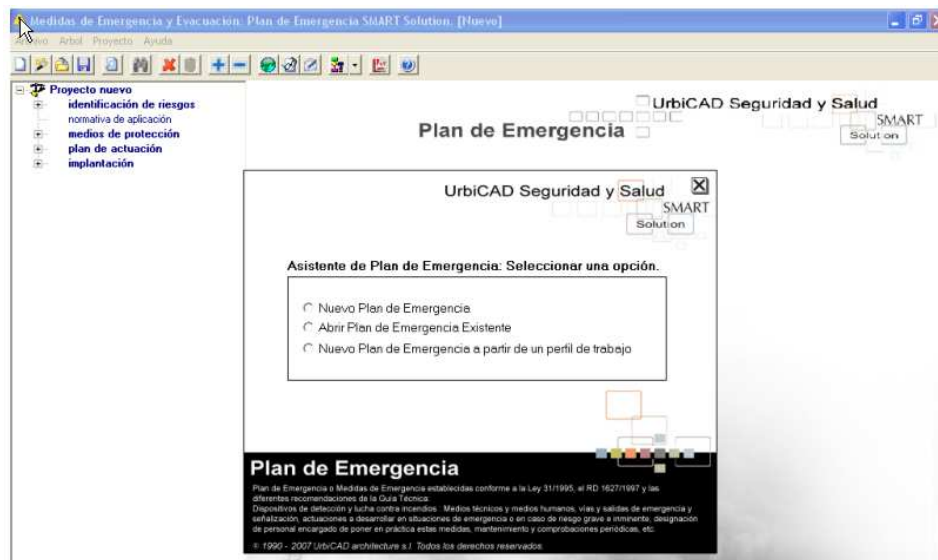 Medidas de Emergencia y Evacuación: Plan de Emergencia SMART Solution. [Nuevo]
Archivo Arbol Proyecto Ayuda
Proyecto nuevo
identificación de riesgos
normativa de aplicación
medios de protección
plan de actuación
implantación
UrbiCAD Seguridad y Salud
SMART
Solution
Plan de Emergencia
UrbiCAD Seguridad y Salud
SMART
Solution
Asistente de Plan de Emergencia: Seleccionar una opción.
Nuevo Plan de Emergencia
Abrir Plan de Emergencia Existente
Nuevo Plan de Emergencia a partir de un perfil de trabajo
Plan de Emergencia
Plan de Emergencia o Medidas de Emergencia establecidas conforme a la Ley 31/1995, el RD 1627/1997 y las
diferentes recomendaciones de la Guía Técnica:
Dispositivos de detección y lucha contra incendios. Medios técnicos y medios humanos, vías y salidas de emergencia y
señalización, actuaciones a desarrollar en situaciones de emergencia o en caso de riesgo grave e inminente, designación
de personal encargado de poner en práctica estas medidas, mantenimiento y comprobaciones periódicas, etc.
© 1990 - 2007 UrbiCAD architecture s.l. Todos los derechos reservados.